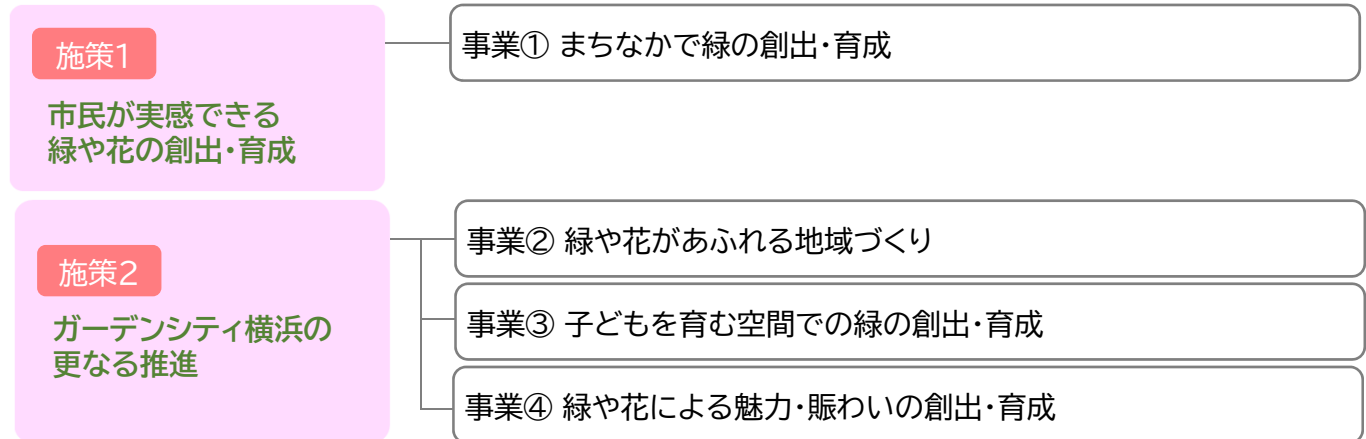 施策1
市民が実感できる
緑や花の創出・育成
事業① まちなかで緑の創出・育成
施策2
ガーデンシティ横浜の
更なる推進
事業② 緑や花があふれる地域づくり
事業③ 子どもを育む空間での緑の創出・育成
事業④ 緑や花による魅力・賑わいの創出・育成